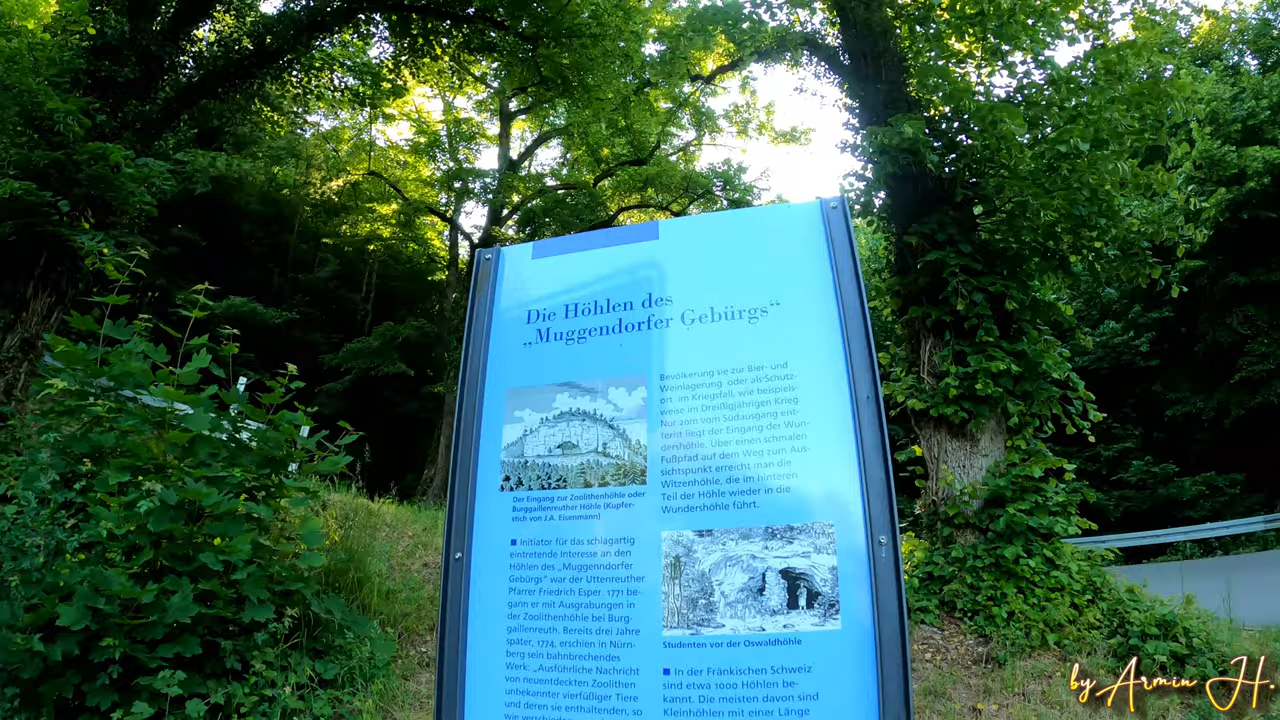 Die Höhlen des
„Muggendorfer Gebürgs“
Der Eingang zur Zoolithenhöhle oder
Burggaillenreuther Höhle (Kupfer-
stich von J.A. Eisenmann)
■ Initiator für das schlagartig
eintretende Interesse an den
Höhlen des „Muggenndorfer
Gebürgs“ war der Uttenreuther
Pfarrer Friedrich Esper. 1771 be-
gann er mit Ausgrabungen in
der Zoolithenhöhle bei Burg-
gaillenreuth. Bereits drei Jahre
später, 1774, erschien in Nürn-
berg sein bahnbrechendes
Werk: „Ausführliche Nachricht
von neuentdeckten Zoolithen
unbekannter vierfüßiger Tiere
und deren sie enthaltenden, so
wie verschieden
Bevölkerung sie zur Bier- und
Weinlagerung oder als Schutz-
ort im Kriegsfall, wie beispiels-
weise im Dreißigjährigen Krieg.
Nur 20m vom Südausgang ent-
fernt liegt der Eingang der Wun-
dershöhle. Über einen schmalen
Fußpfad auf dem Weg zum Aus-
sichtspunkt erreicht man die
Witzenhöhle, die im hinteren
Teil der Höhle wieder in die
Wundershöhle führt.
Studenten vor der Oswaldhöhle
■ In der Fränkischen Schweiz
sind etwa 1000 Höhlen be-
kannt. Die meisten davon sind
Kleinhöhlen mit einer Länge
by Armin H.